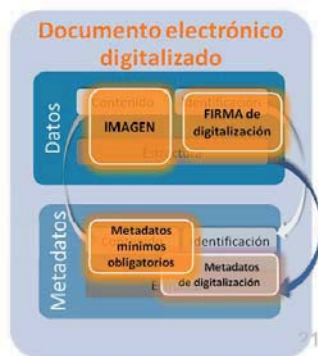 Documento electrónico
digitalizado
Datos
Contenido
Identificación
IMAGEN
FIRMA de
digitalización
Estructura
Metadatos
Metadatos
mínimos
obligatorios
dentificación
Metadatos
de digitalización
21